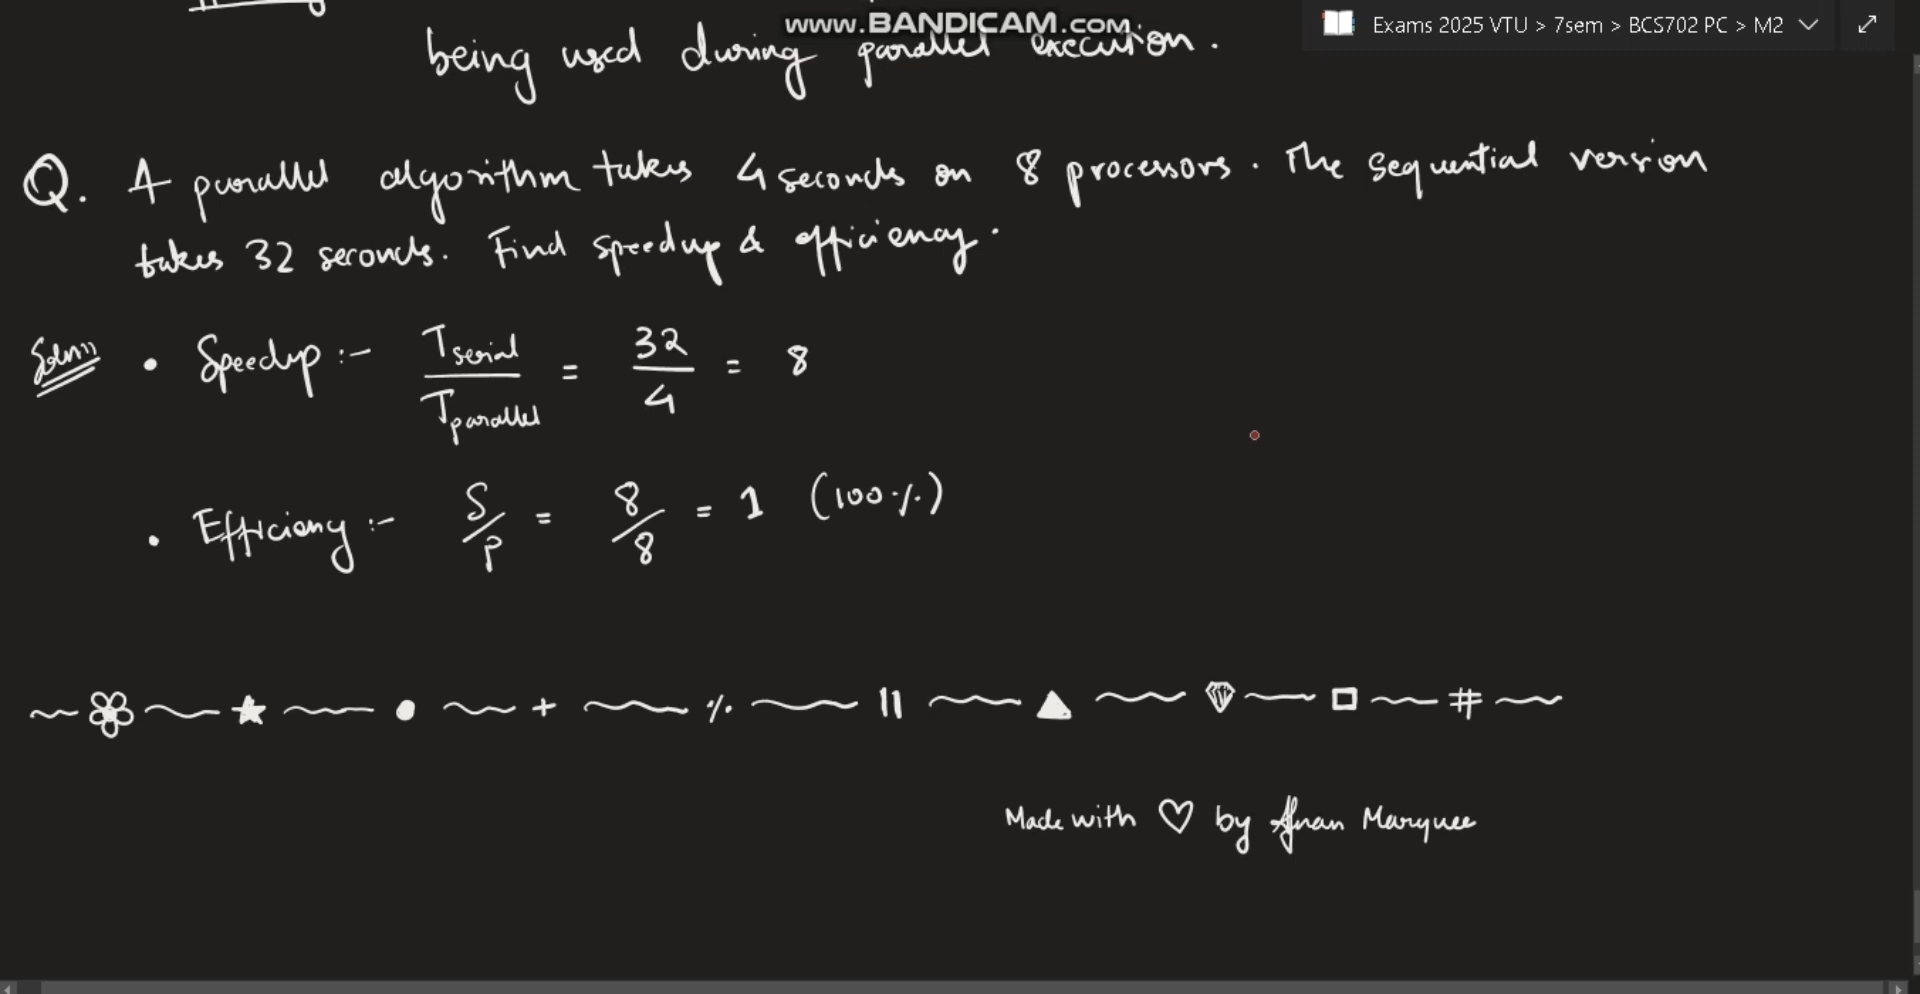 www.BANDICAM.com
Exams 2025 VTU > 7sem > BCS702 PC > M2
being used during parallel execution.
Q. A parallel algorithm takes 4 seconds on 8 processors. The sequential version
takes 32 seconds. Find speedup & efficiency.
Soln
• Speedup :- T serial / T parallel = 32 / 4 = 8
• Efficiency :- S/P = 8/8 = 1 (100%)
+ % || #
Made with ♡ by Afnan Marquee